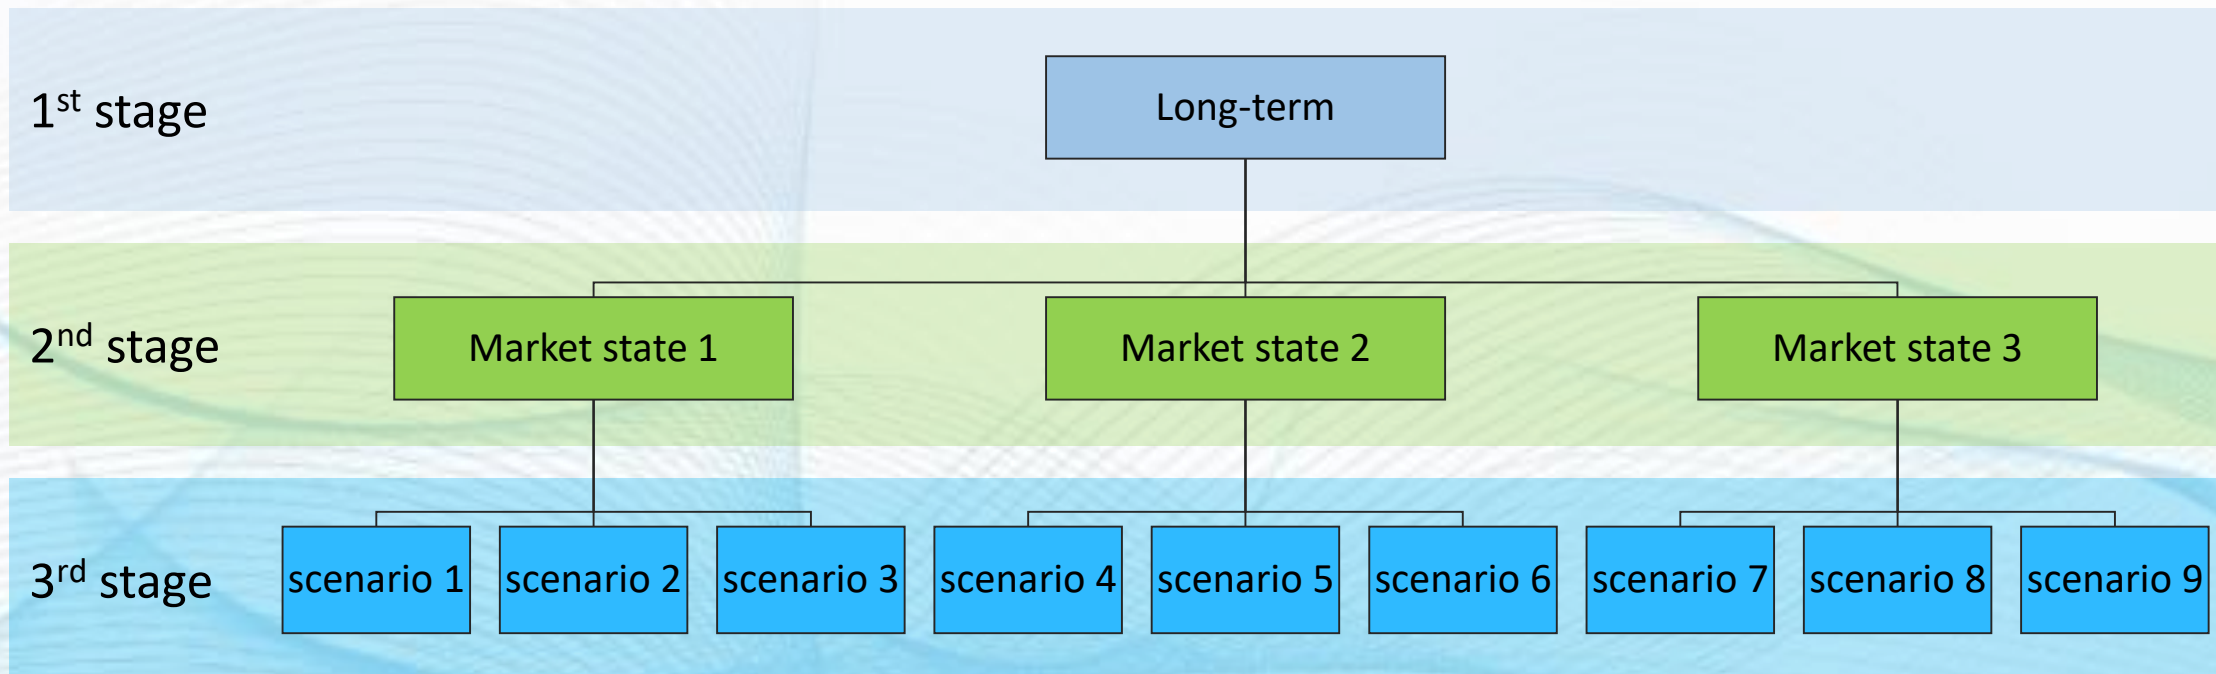 1st stage
Long-term
2nd stage
Market state 1
Market state 2
Market state 3
3rd stage
scenario 1
scenario 2
scenario 3
scenario 4
scenario 5
scenario 6
scenario 7
scenario 8
scenario 9